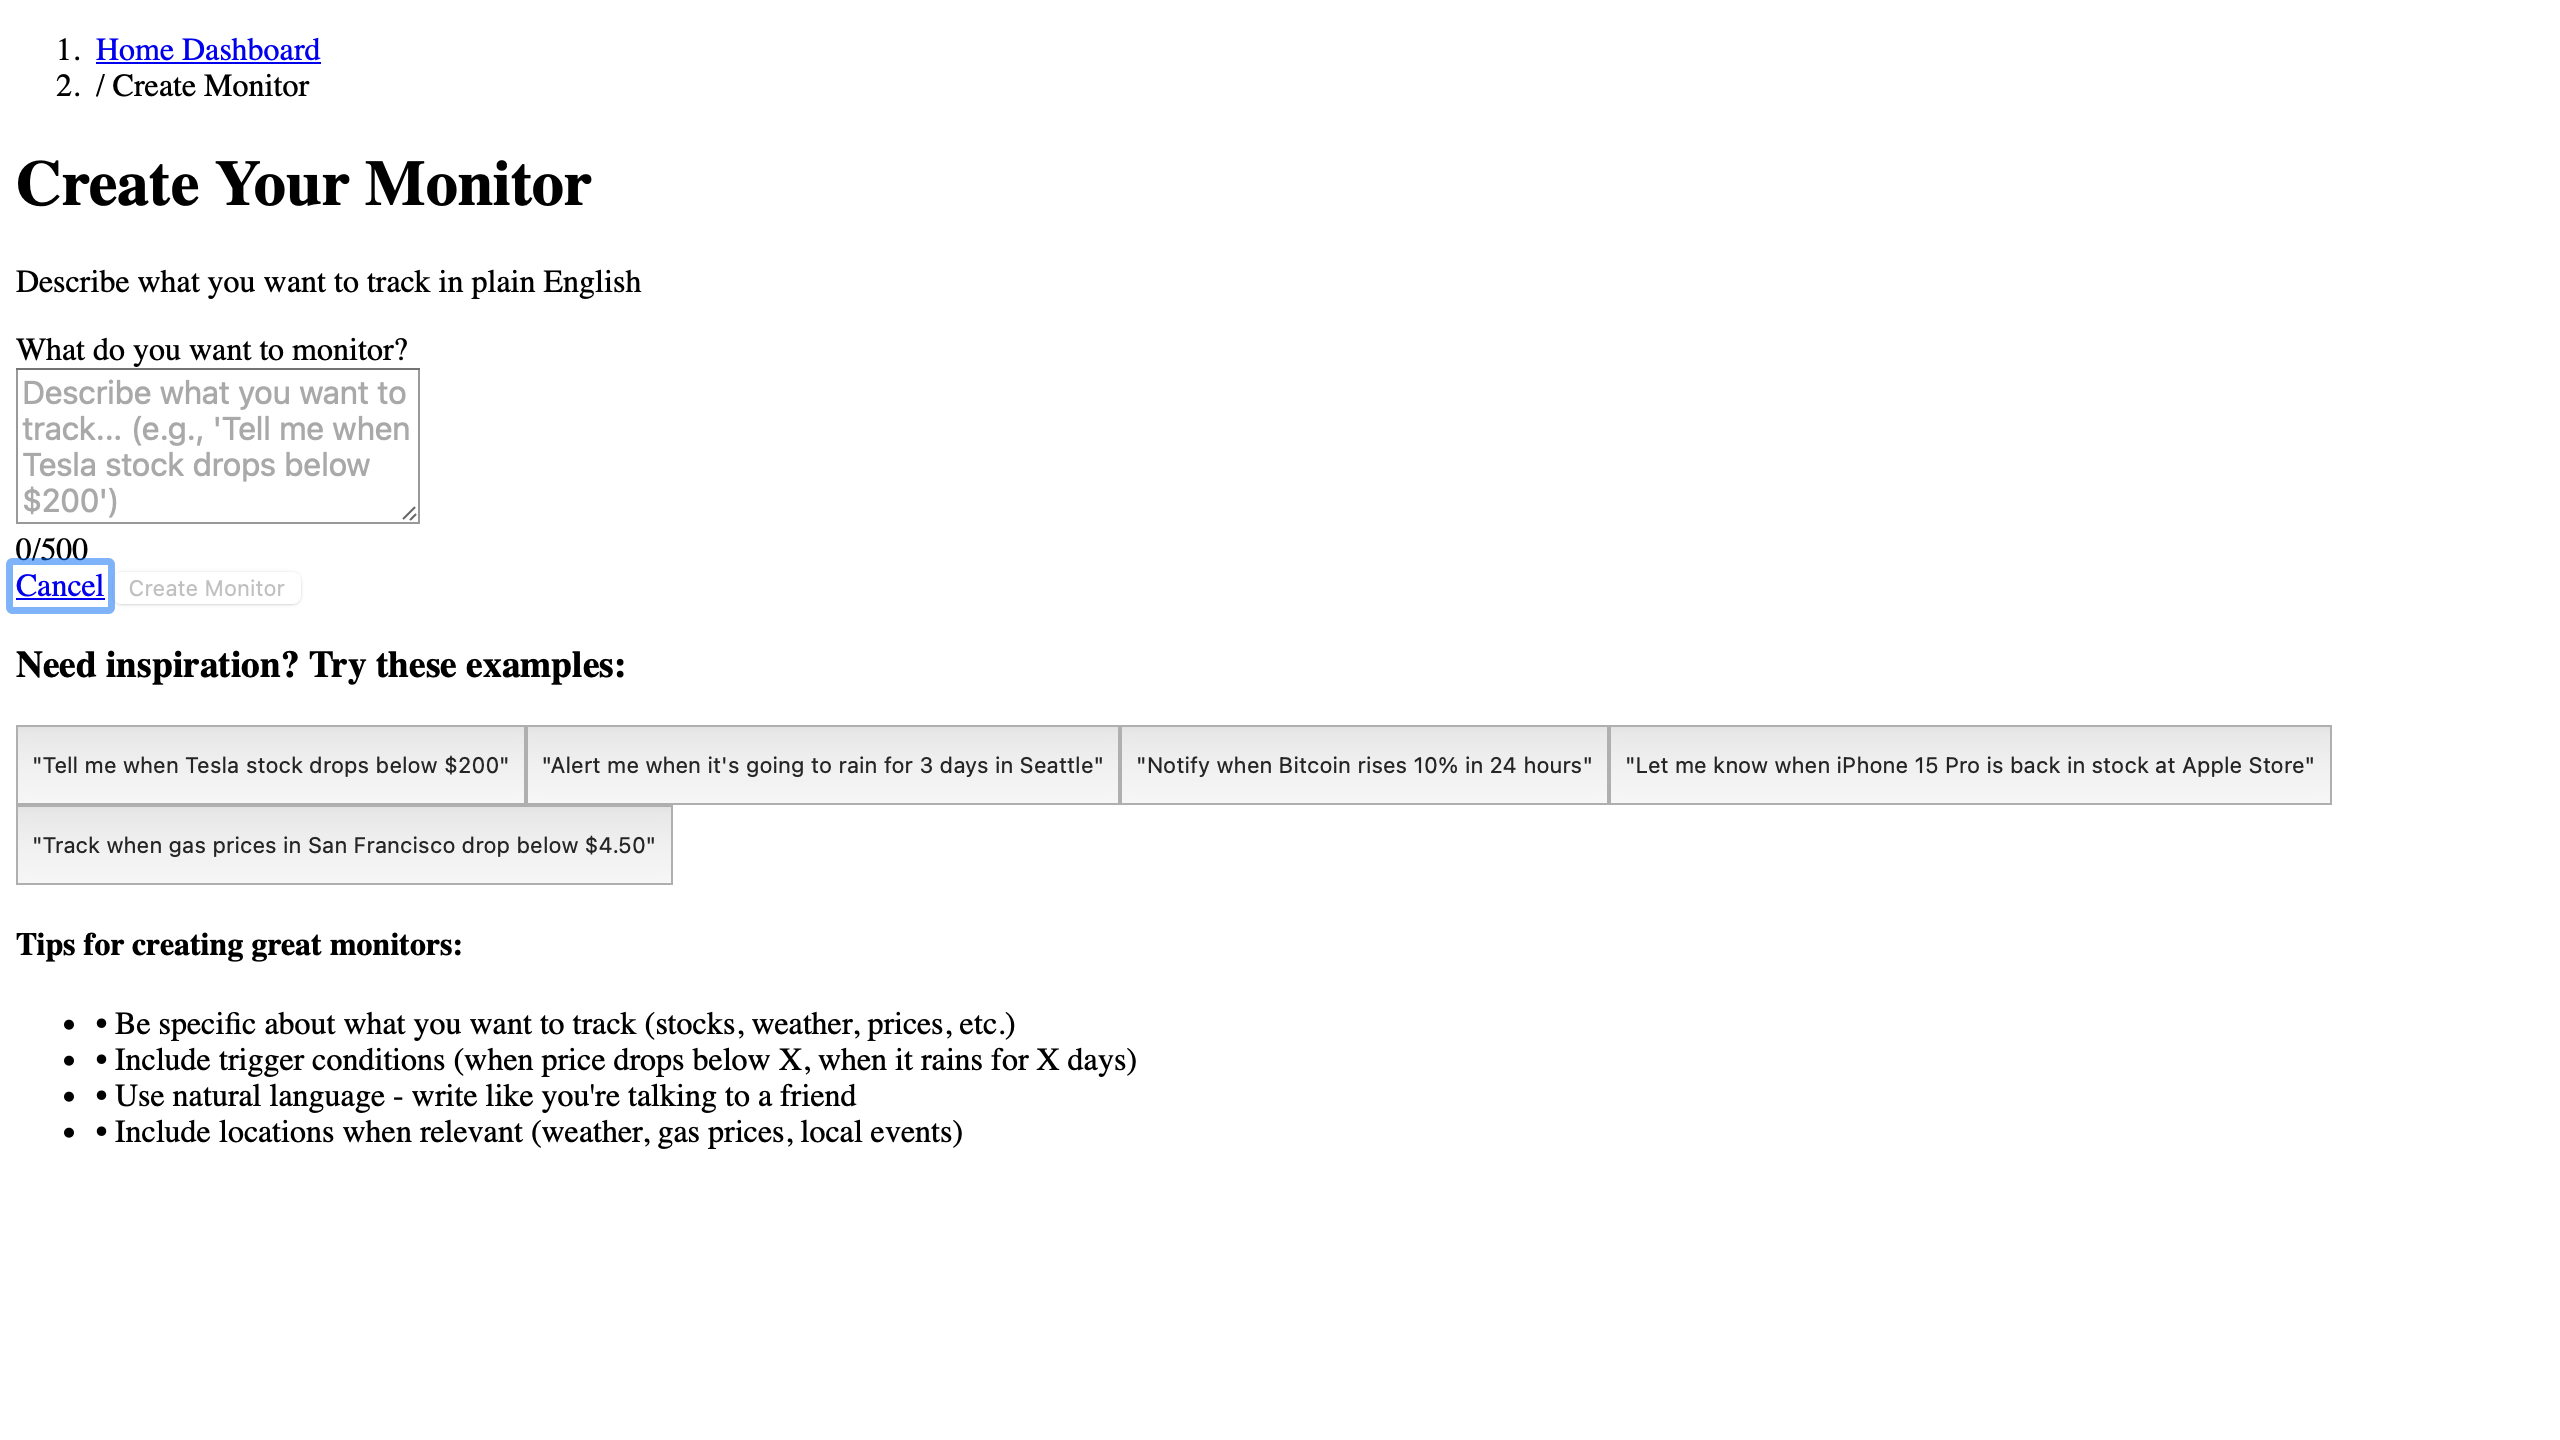 1. Home Dashboard
2. / Create Monitor
Create Your Monitor
Describe what you want to track in plain English
What do you want to monitor?
Describe what you want to
track... (e.g., 'Tell me when
Tesla stock drops below
$200')
0/500
Cancel Create Monitor
Need inspiration? Try these examples:
"Tell me when Tesla stock drops below $200" "Alert me when it's going to rain for 3 days in Seattle" "Notify when Bitcoin rises 10% in 24 hours" "Let me know when iPhone 15 Pro is back in stock at Apple Store"
"Track when gas prices in San Francisco drop below $4.50"
Tips for creating great monitors:
• • Be specific about what you want to track (stocks, weather, prices, etc.)
• • Include trigger conditions (when price drops below X, when it rains for X days)
• • Use natural language - write like you're talking to a friend
• • Include locations when relevant (weather, gas prices, local events)